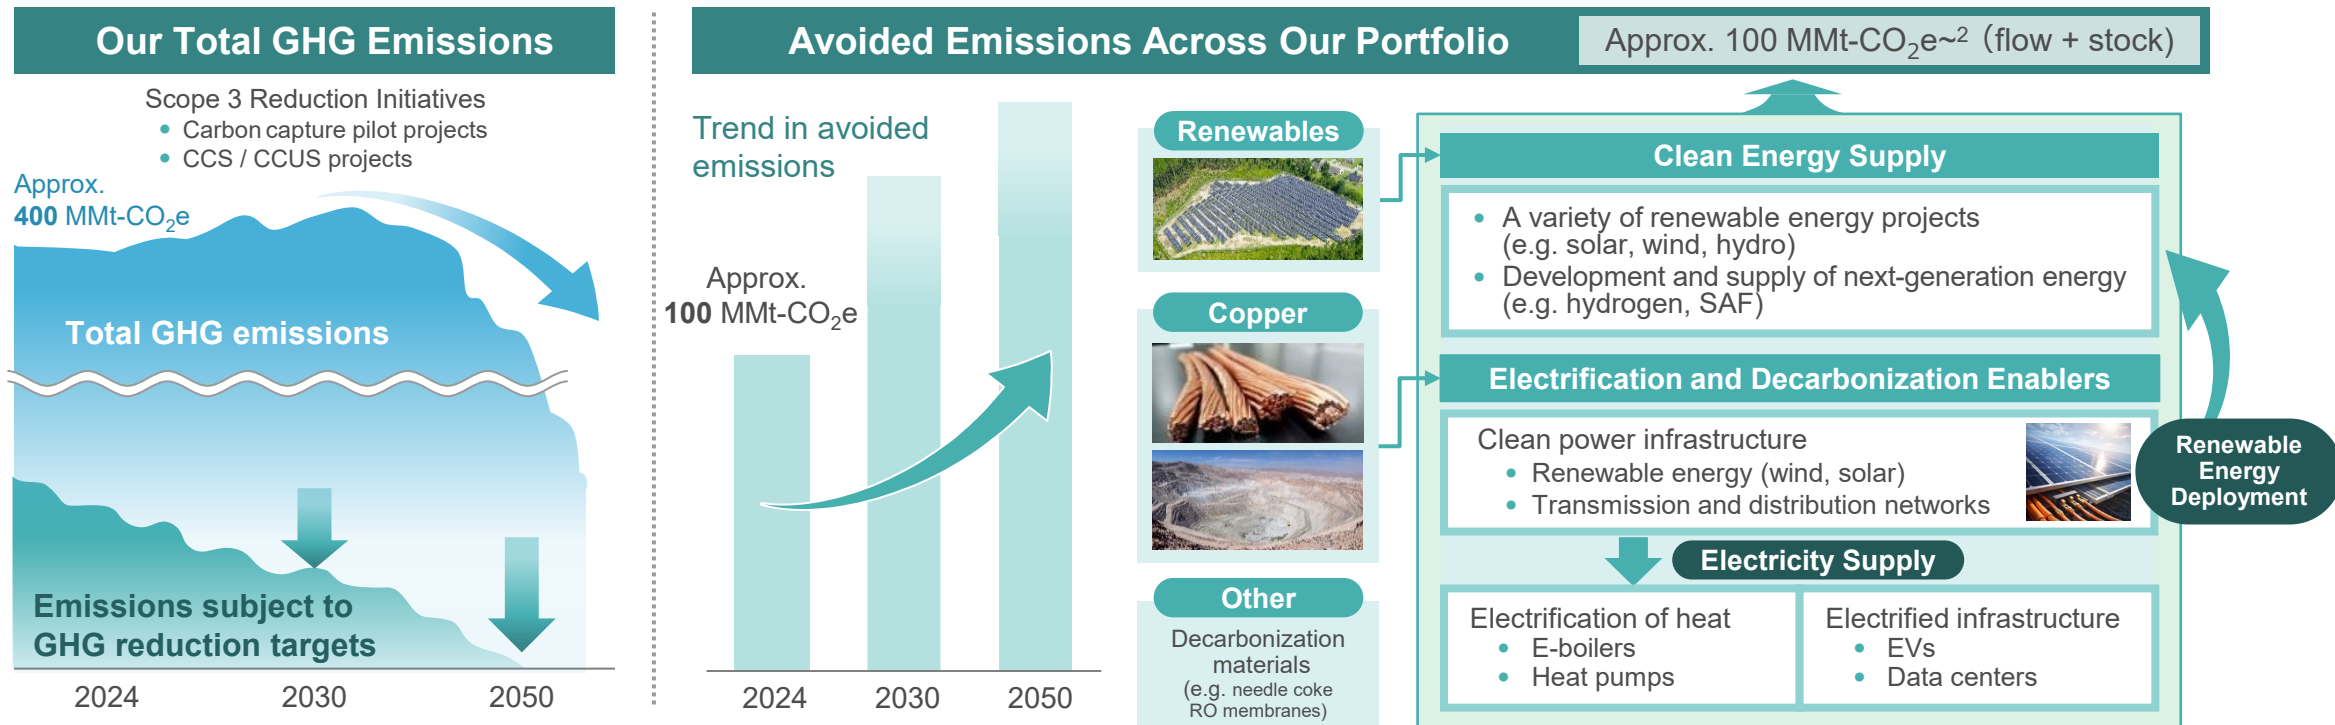 Our Total GHG Emissions
Scope 3 Reduction Initiatives
• Carbon capture pilot projects
• CCS / CCUS projects
Approx.
400 MMt-CO₂e
Total GHG emissions
Emissions subject to
GHG reduction targets
2024
2030
2050
Avoided Emissions Across Our Portfolio
Approx. 100 MMt-CO₂e~² (flow + stock)
Trend in avoided
emissions
Approx.
100 MMt-CO₂e
2024
2030
2050
Renewables
Copper
Other
Decarbonization
materials
(e.g. needle coke
RO membranes)
Clean Energy Supply
• A variety of renewable energy projects
(e.g. solar, wind, hydro)
• Development and supply of next-generation energy
(e.g. hydrogen, SAF)
Electrification and Decarbonization Enablers
Clean power infrastructure
• Renewable energy (wind, solar)
• Transmission and distribution networks
Renewable
Energy
Deployment
Electricity Supply
Electrification of heat
• E-boilers
• Heat pumps
Electrified infrastructure
• EVs
• Data centers